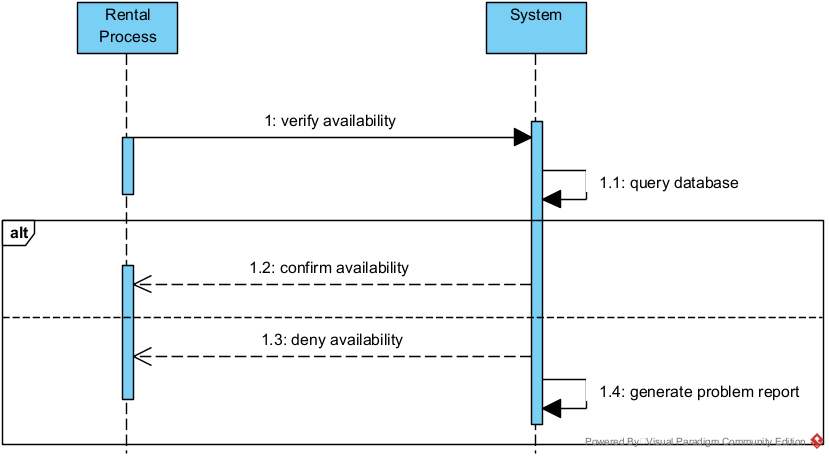 Rental
Process
System
1: verify availability
1.1: query database
alt
1.2: confirm availability
1.3: deny availability
1.4: generate problem report
Powered By Visual Paradigm Community Edition